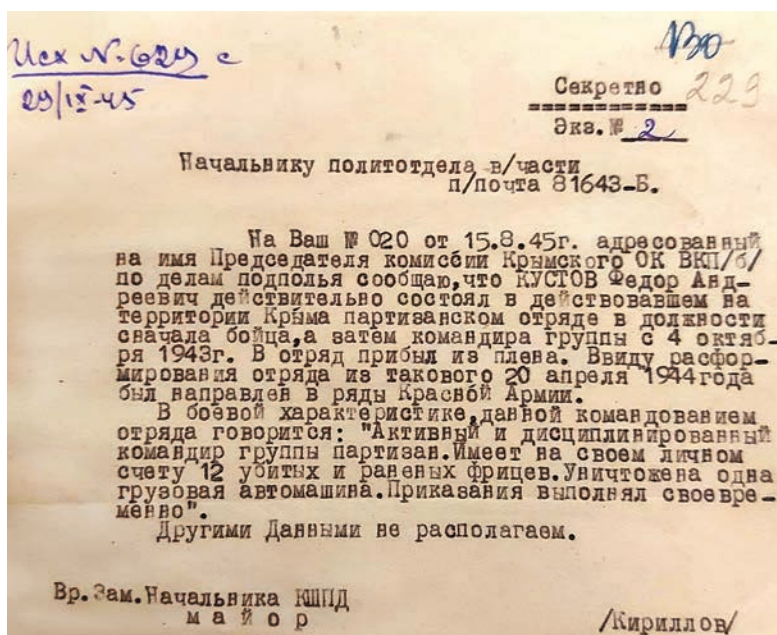 Исх №629 с
29/IX-45
229
Секретно
Экз.№ 2
Начальнику политотдела в/части
п/почта 81643-Б.
На Ваш № 020 от 15.8.45г. адресованный
на имя Председателя комиссии Крымского ОК ВКП/б/
по делам подполья сообщаю,что КУСТОВ Федор Анд-
реевич действительно состоял в действовавшем на
территории Крыма партизанском отряде в должности
сначала бойца,а затем командира группы с 4 октяб-
ря 1943г. В отряд прибыл из плена. Ввиду расфор-
мирования отряда из такового 20 апреля 1944года
был направлен в ряды Красной Армии.
В боевой характеристике,данной командованием
отряда говорится: "Активный и дисциплинированный
командир группы партизан.Имеет на своем личном
счету 12 убитых и раненых фрицев.Уничтожена одна
грузовая автомашина.Приказания выполнял своевре-
менно".
Другими Данными не располагаем.
Вр.Зам.Начальника КШПД
майор
/Кириллов/